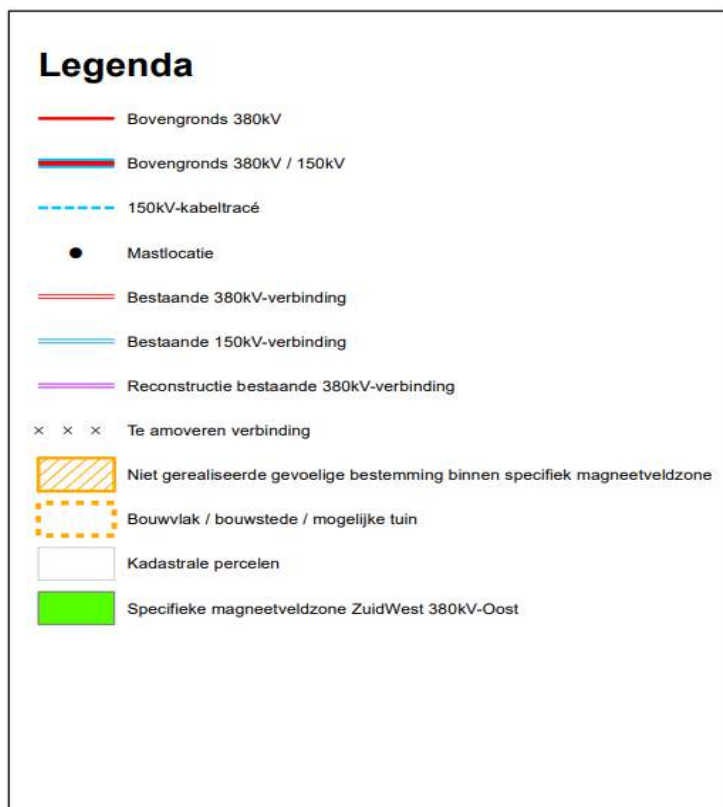 Legenda
Bovengronds 380kV
Bovengronds 380kV / 150kV
150kV-kabeltracé
Mastlocatie
Bestaande 380kV-verbinding
Bestaande 150kV-verbinding
Reconstructie bestaande 380kV-verbinding
Te amoveren verbinding
Niet gerealiseerde gevoelige bestemming binnen specifiek magneetveldzone
Bouwvlak / bouwstede / mogelijke tuin
Kadastrale percelen
Specifieke magneetveldzone ZuidWest 380kV-Oost